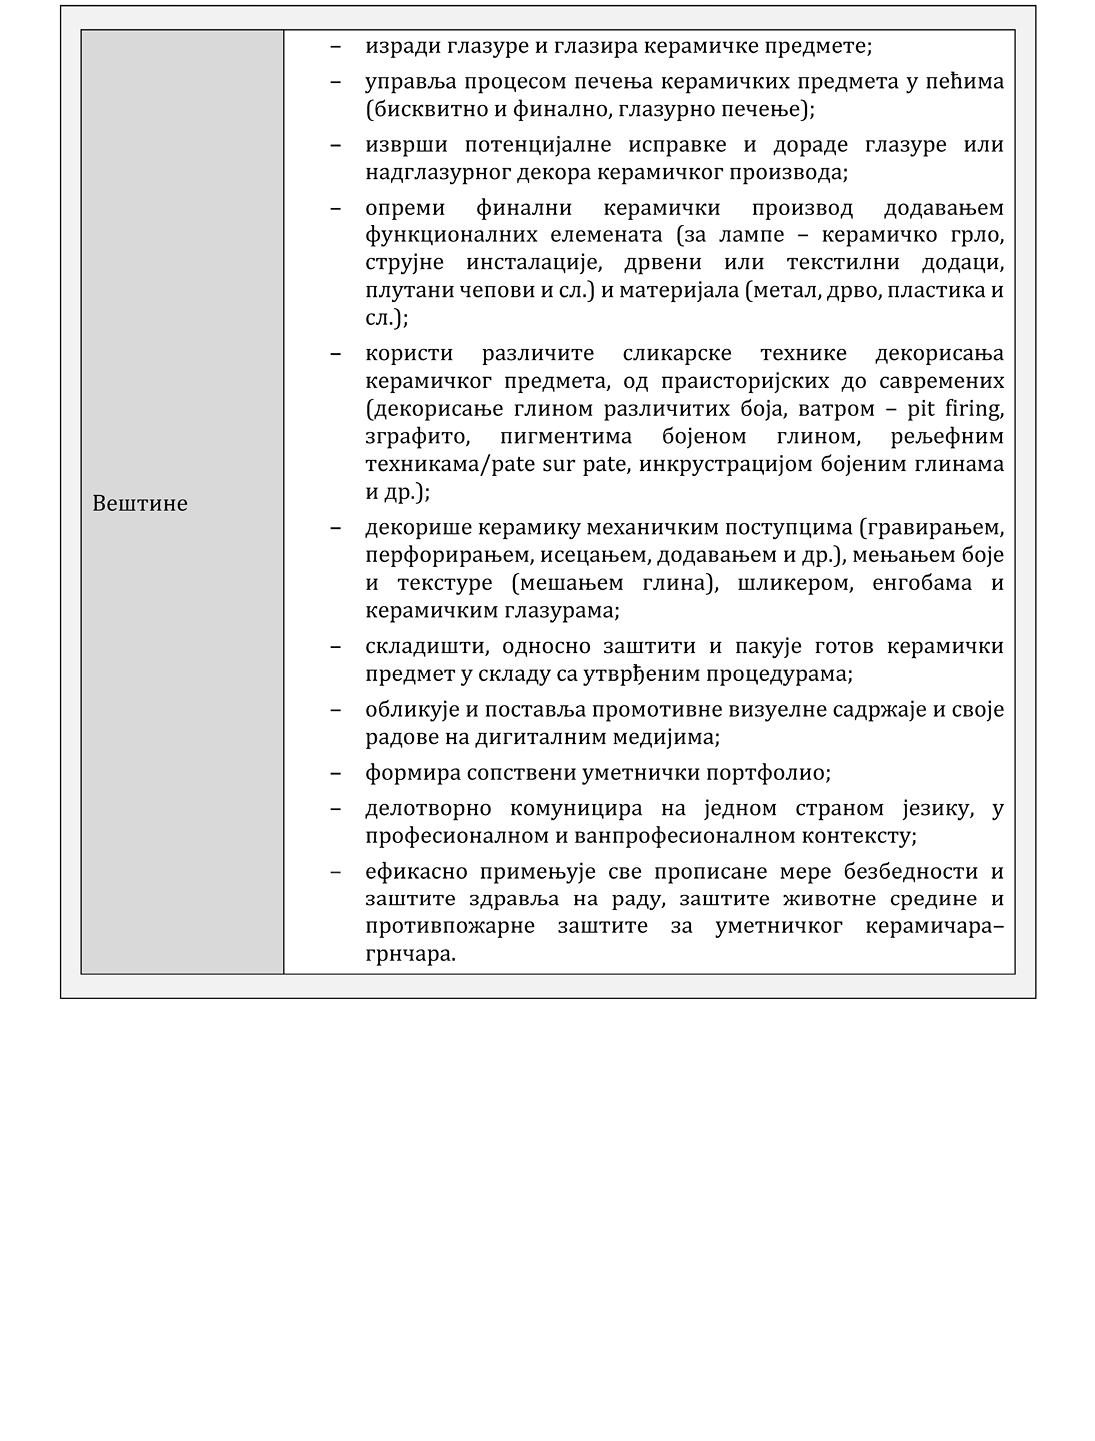 – изради глазуре и глазира керамичке предмете;
– управља процесом печења керамичких предмета у пећима
(бисквитно и финално, глазурно печење);
– изврши потенцијалне исправке и дораде глазуре или
надглазурног декора керамичког производа;
– опреми финални керамички производ додавањем
функционалних елемената (за лампе – керамичко грло,
струјне инсталације, дрвени или текстилни додаци,
плутани чепови и сл.) и материјала (метал, дрво, пластика и
сл.);
– користи различите сликарске технике декорисања
керамичког предмета, од праисторијских до савремених
(декорисање глином различитих боја, ватром – pit firing,
зграфито, пигментима бојеном глином, рељефним
техникама/pate sur pate, инкрустрацијом бојеним глинама
и др.);
Вештине
– декорише керамику механичким поступцима (гравирањем,
перфорирањем, исецањем, додавањем и др.), мењањем боје
и текстуре (мешањем глина), шликером, енгобама и
керамичким глазурама;
– складишти, односно заштити и пакује готов керамички
предмет у складу са утврђеним процедурама;
– обликује и поставља промотивне визуелне садржаје и своје
радове на дигиталним медијима;
– формира сопствени уметнички портфолио;
– делотворно комуницира на једном страном језику, у
професионалном и ванпрофесионалном контексту;
– ефикасно примењује све прописане мере безбедности и
заштите здравља на раду, заштите животне средине и
противпожарне заштите за уметничког керамичара–
грнчара.